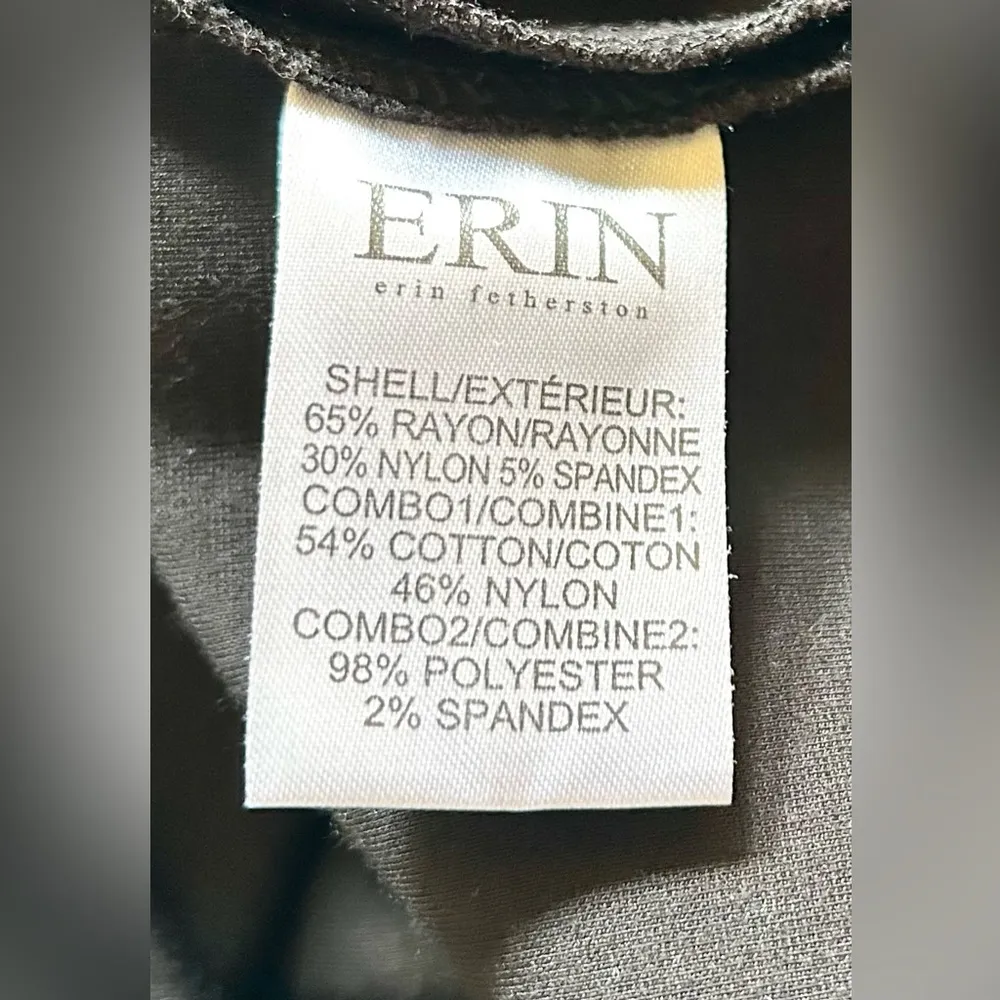 ERIN
erin fetherston
SHELL/EXTÉRIEUR:
65% RAYON/RAYONNE
30% NYLON 5% SPANDEX
COMBO1/COMBINE1:
54% COTTON/COTON
46% NYLON
COMBO2/COMBINE2:
98% POLYESTER
2% SPANDEX